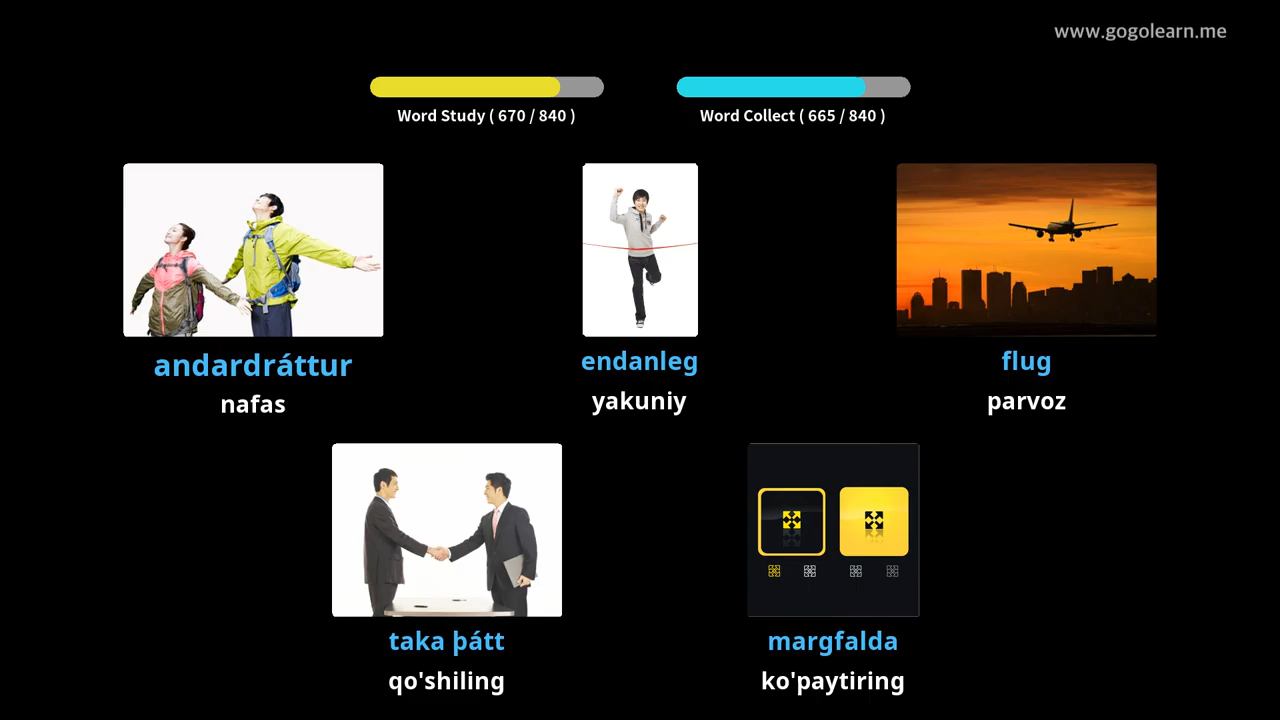 www.gogolearn.me
Word Study ( 670 / 840 )
Word Collect ( 665 / 840 )
andardráttur
nafas
endanleg
yakuniy
flug
parvoz
taka þátt
qo'shiling
margfalda
ko'paytiring